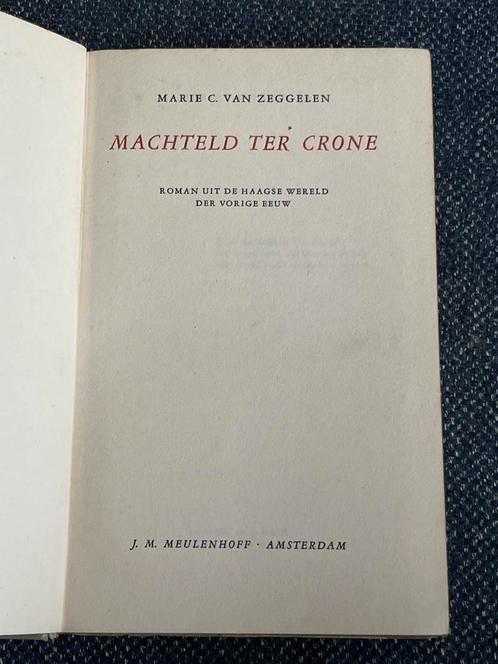 MARIE C. VAN ZEGGELEN
MACHTELD TER CRONE
ROMAN UIT DE HAAGSE WERELD
DER VORIGE EEUW
J. M. MEULENHOFF · AMSTERDAM